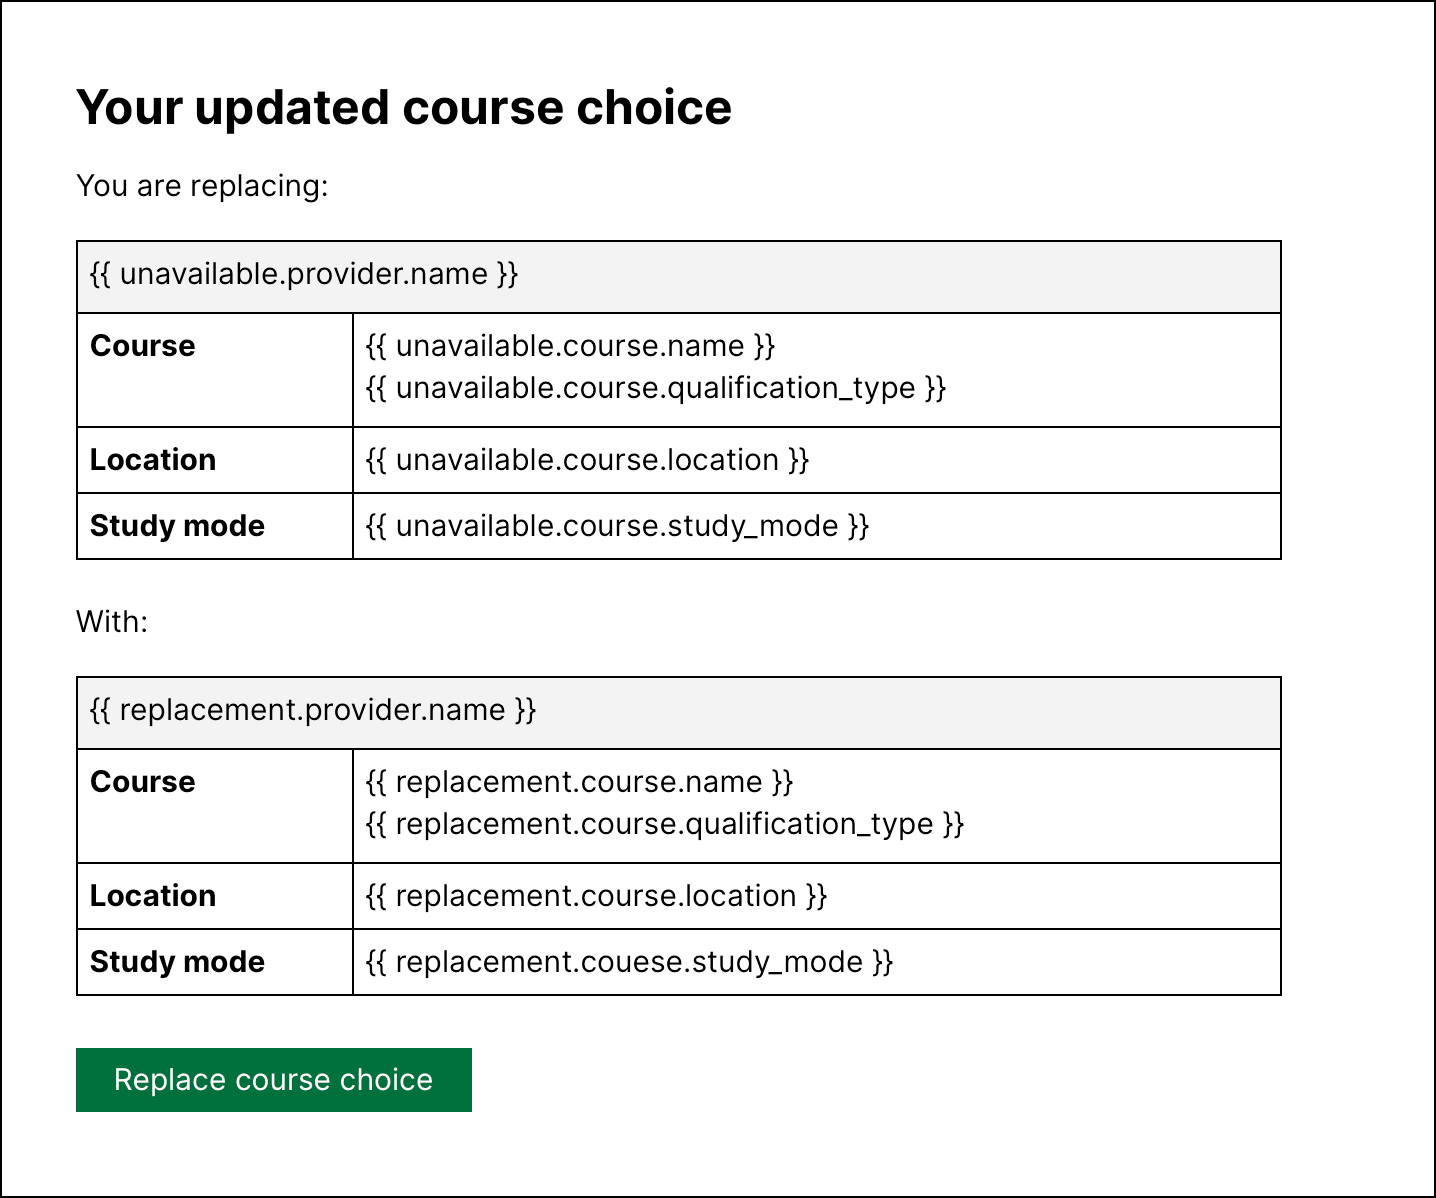 Your updated course choice
You are replacing:
{{ unavailable.provider.name }}
Course
{{ unavailable.course.name }}
{{ unavailable.course.qualification_type }}
Location
{{ unavailable.course.location }}
Study mode
{{ unavailable.course.study_mode }}
With:
{{ replacement.provider.name }}
Course
{{ replacement.course.name }}
{{ replacement.course.qualification_type }}
Location
{{ replacement.course.location }}
Study mode
{{ replacement.couese.study_mode }}
Replace course choice